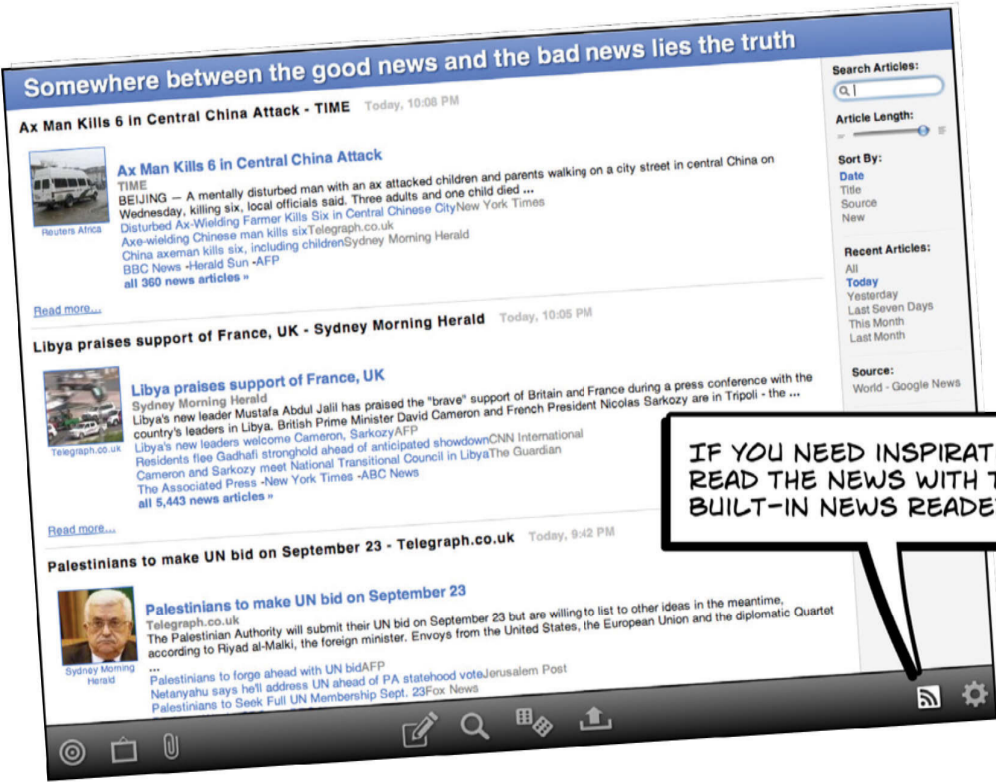 Somewhere between the good news and the bad news lies the truth
Ax Man Kills 6 in Central China Attack - TIME Today, 10:08 PM
Ax Man Kills 6 in Central China Attack
TIME
BEIJING — A mentally disturbed man with an ax attacked children and parents walking on a city street in central China on
Wednesday, killing six, local officials said. Three adults and one child died ...
Disturbed Ax-Wielding Farmer Kills Six in Central Chinese CityNew York Times
Axe-wielding Chinese man kills sixTelegraph.co.uk
China axeman kills six, including childrenSydney Morning Herald
BBC News -Herald Sun -AFP
all 360 news articles »
Reuters Africa
Read more...
Libya praises support of France, UK - Sydney Morning Herald Today, 10:05 PM
Libya praises support of France, UK
Sydney Morning Herald
Libya's new leader Mustafa Abdul Jalil has praised the "brave" support of Britain and France during a press conference with the
country's leaders in Libya. British Prime Minister David Cameron and French President Nicolas Sarkozy are in Tripoli - the ...
Libya's new leaders welcome Cameron, SarkozyAFP
Residents flee Gadhafi stronghold ahead of anticipated showdownCNN International
Cameron and Sarkozy meet National Transitional Council in LibyaThe Guardian
The Associated Press -New York Times -ABC News
all 5,443 news articles »
Telegraph.co.uk
Read more...
Palestinians to make UN bid on September 23 - Telegraph.co.uk Today, 9:42 PM
Palestinians to make UN bid on September 23
Telegraph.co.uk
The Palestinian Authority will submit their UN bid on September 23 but are willing to list to other ideas in the meantime,
according to Riyad al-Malki, the foreign minister. Envoys from the United States, the European Union and the diplomatic Quartet
...
Palestinians to forge ahead with UN bidAFP
Netanyahu says he'll address UN ahead of PA statehood voteJerusalem Post
Palestinians to Seek Full UN Membership Sept. 23Fox News
Sydney Morning
Herald
Search Articles:
Article Length:
Sort By:
Date
Title
Source
New
Recent Articles:
All
Today
Yesterday
Last Seven Days
This Month
Last Month
Source:
World - Google News
IF YOU NEED INSPIRAT
READ THE NEWS WITH T
BUILT-IN NEWS READE